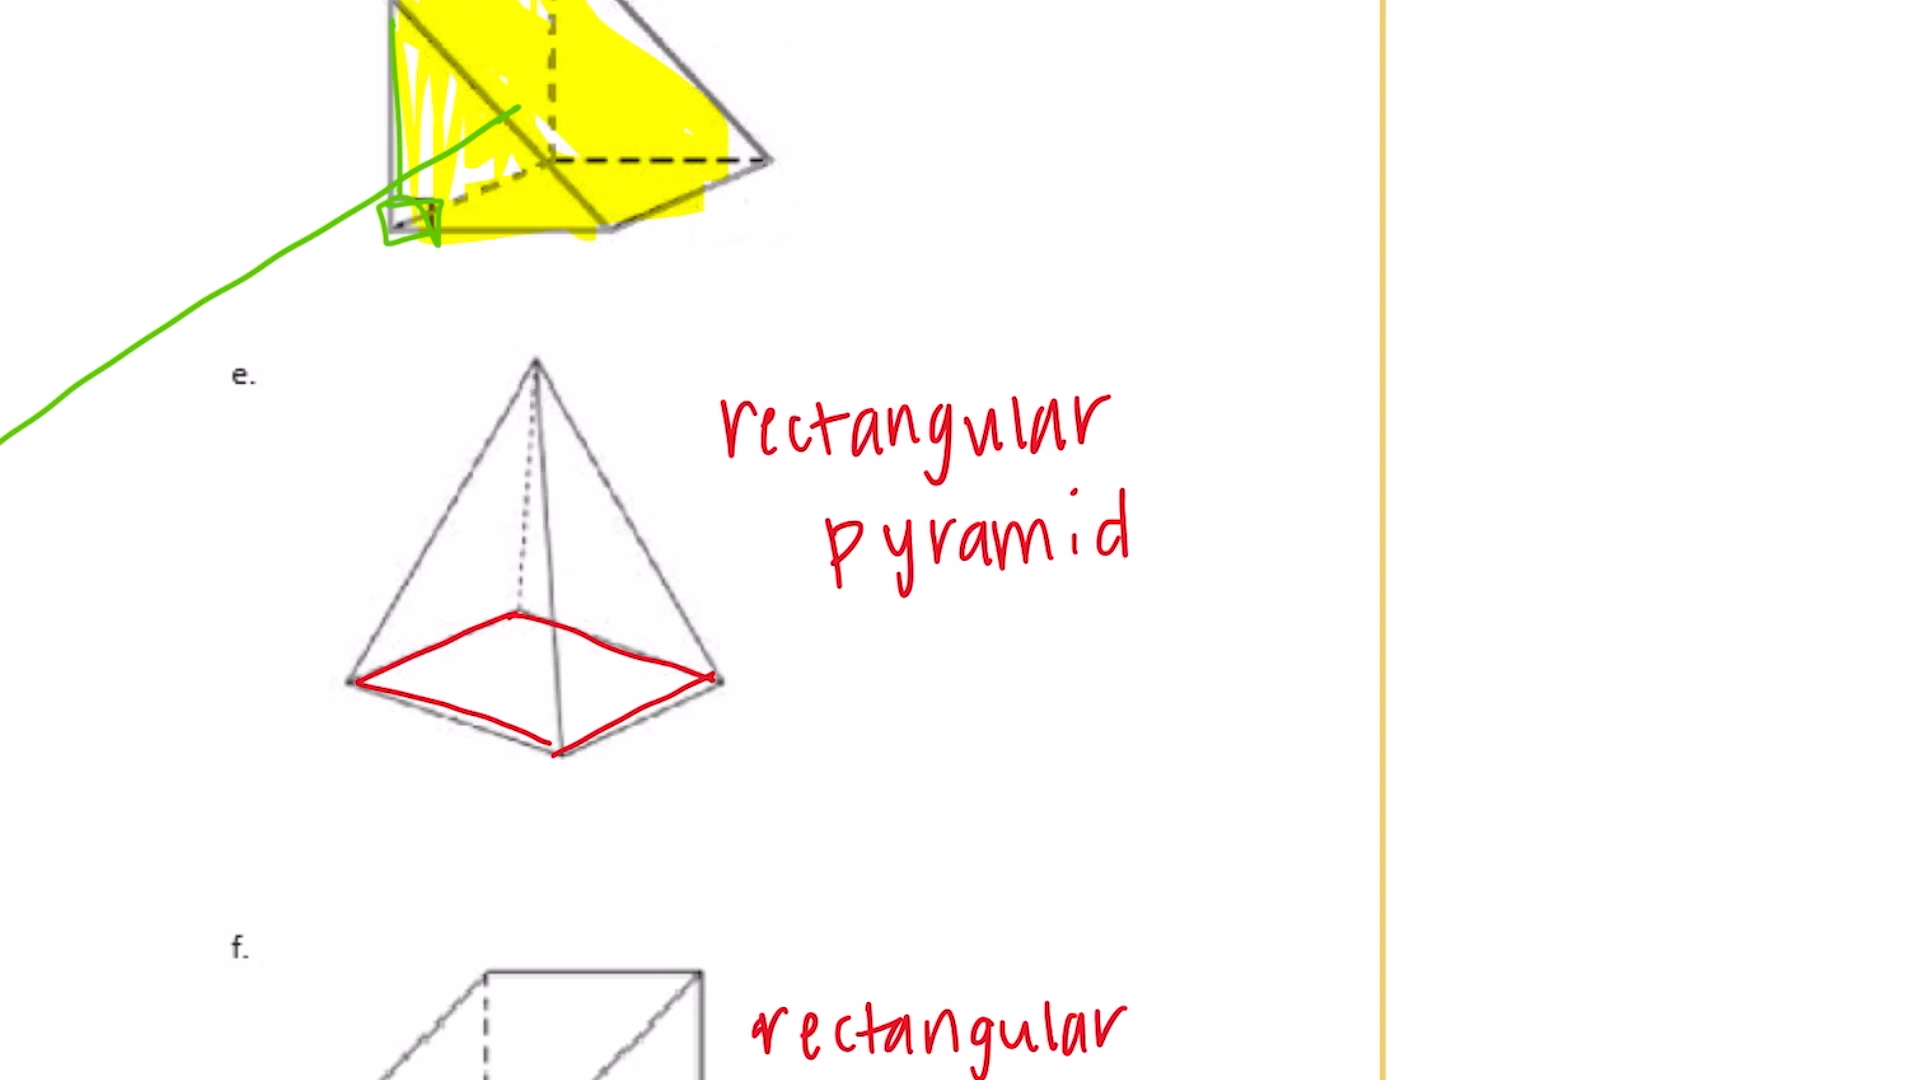 e.
rectangular
pyramid
f.
rectangular